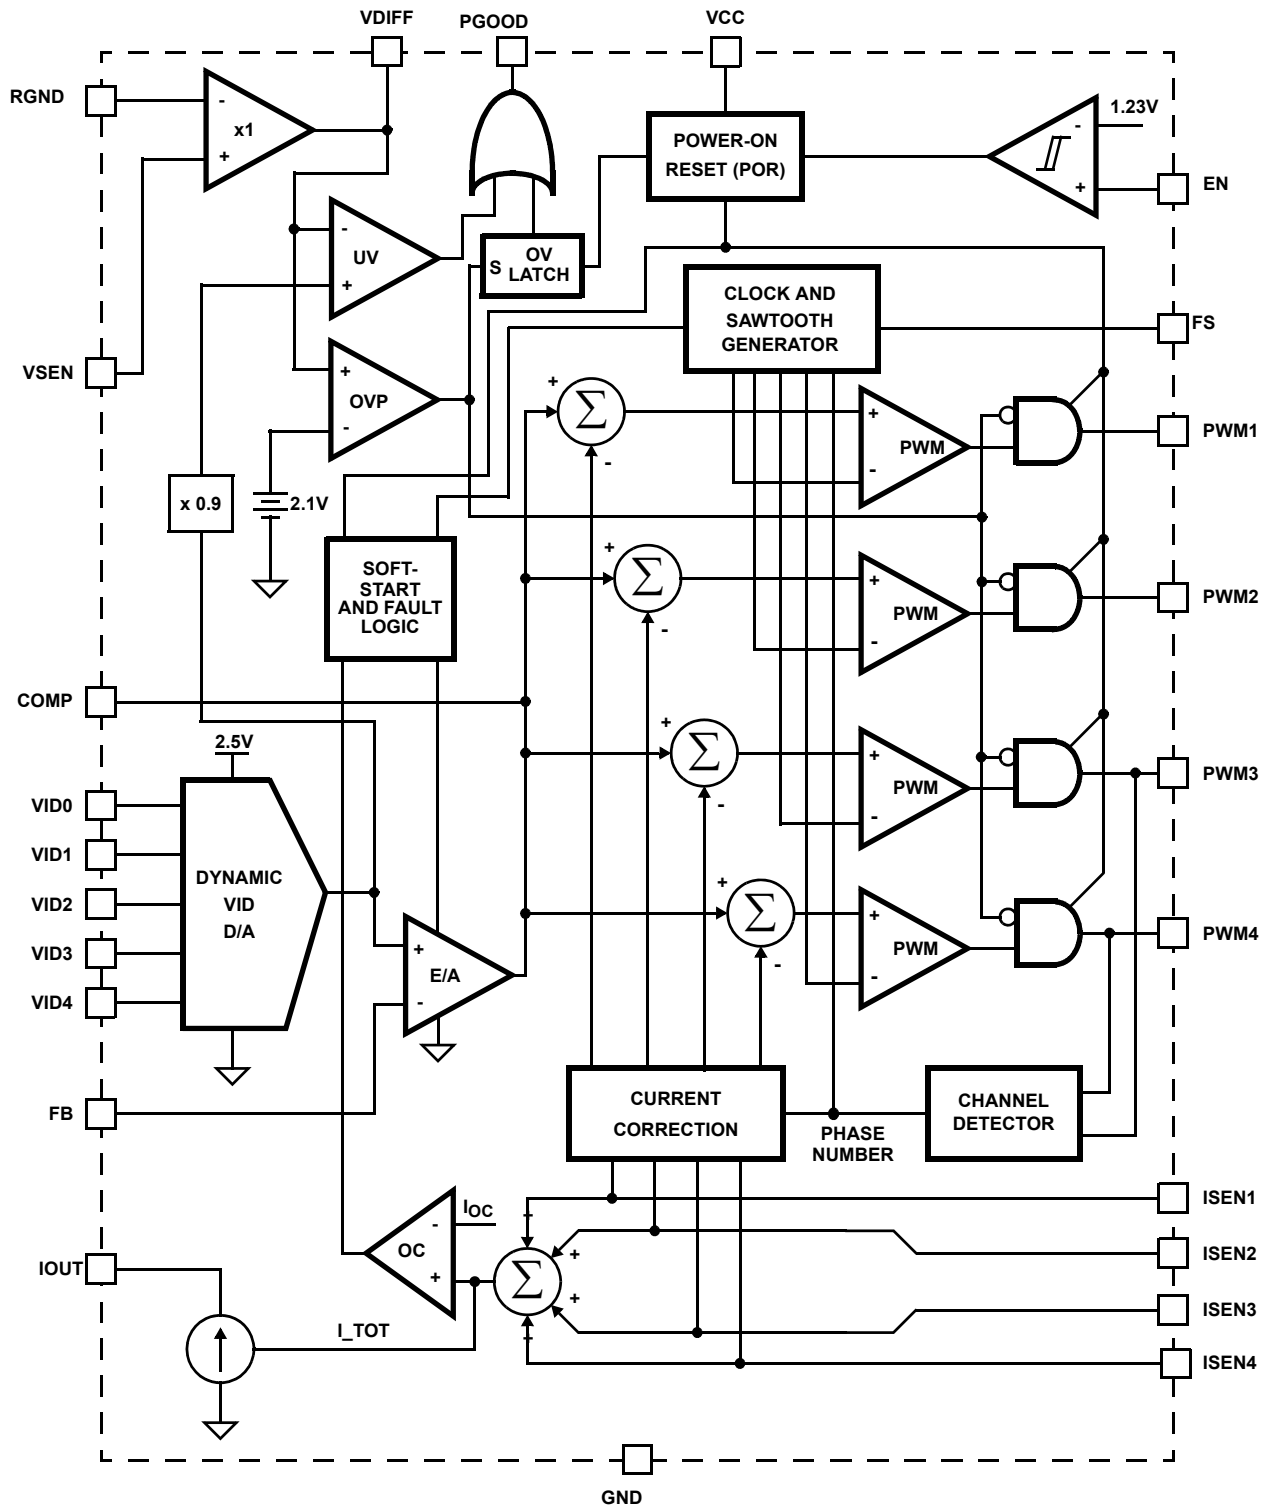 VDIFF
PGOOD
VCC
RGND
-
x1
+
POWER-ON
RESET (POR)
1.23V
-
+
EN
-
UV
+
S
OV
LATCH
CLOCK AND
SAWTOOTH
GENERATOR
FS
VSEN
+
OVP
-
+
Σ
-
+
PWM
-
PWM1
x 0.9
2.1V
SOFT-
START
AND FAULT
LOGIC
+
Σ
-
+
PWM
-
PWM2
COMP
2.5V
+
Σ
-
+
PWM
-
PWM3
VID0
VID1
VID2
VID3
VID4
DYNAMIC
VID
D/A
+
E/A
-
+
Σ
-
+
PWM
-
PWM4
FB
CURRENT
CORRECTION
PHASE
NUMBER
CHANNEL
DETECTOR
IOC
-
OC
+
+
+
Σ
+
+
ISEN1
ISEN2
ISEN3
ISEN4
IOUT
I_TOT
GND